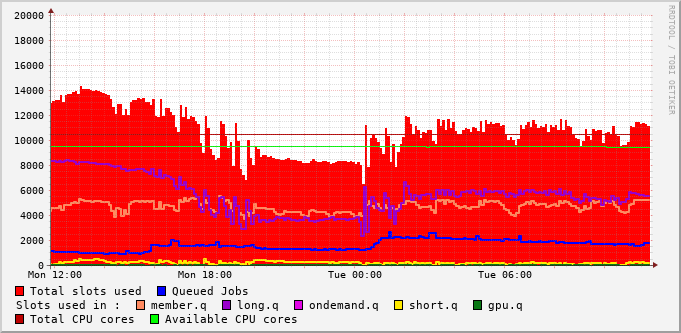 20000
18000
16000
14000
12000
10000
8000
6000
4000
2000
0
Mon 12:00 Mon 18:00 Tue 00:00 Tue 06:00
Total slots used Queued Jobs
Slots used in : member.q long.q ondemand.q short.q gpu.q
Total CPU cores Available CPU cores
RRDTOOL / TOBI OETIKER